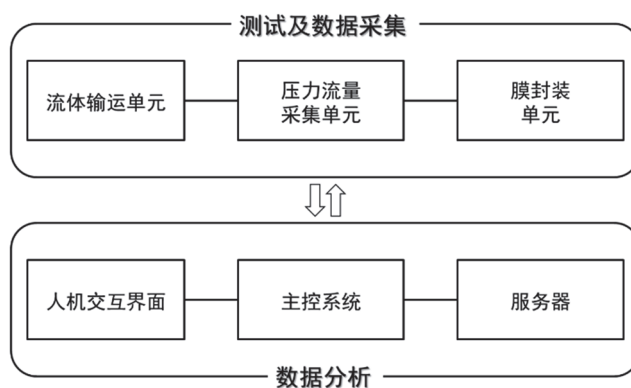 测试及数据采集
流体输运单元
压力流量
采集单元
膜封装
单元
人机交互界面
主控系统
服务器
数据分析